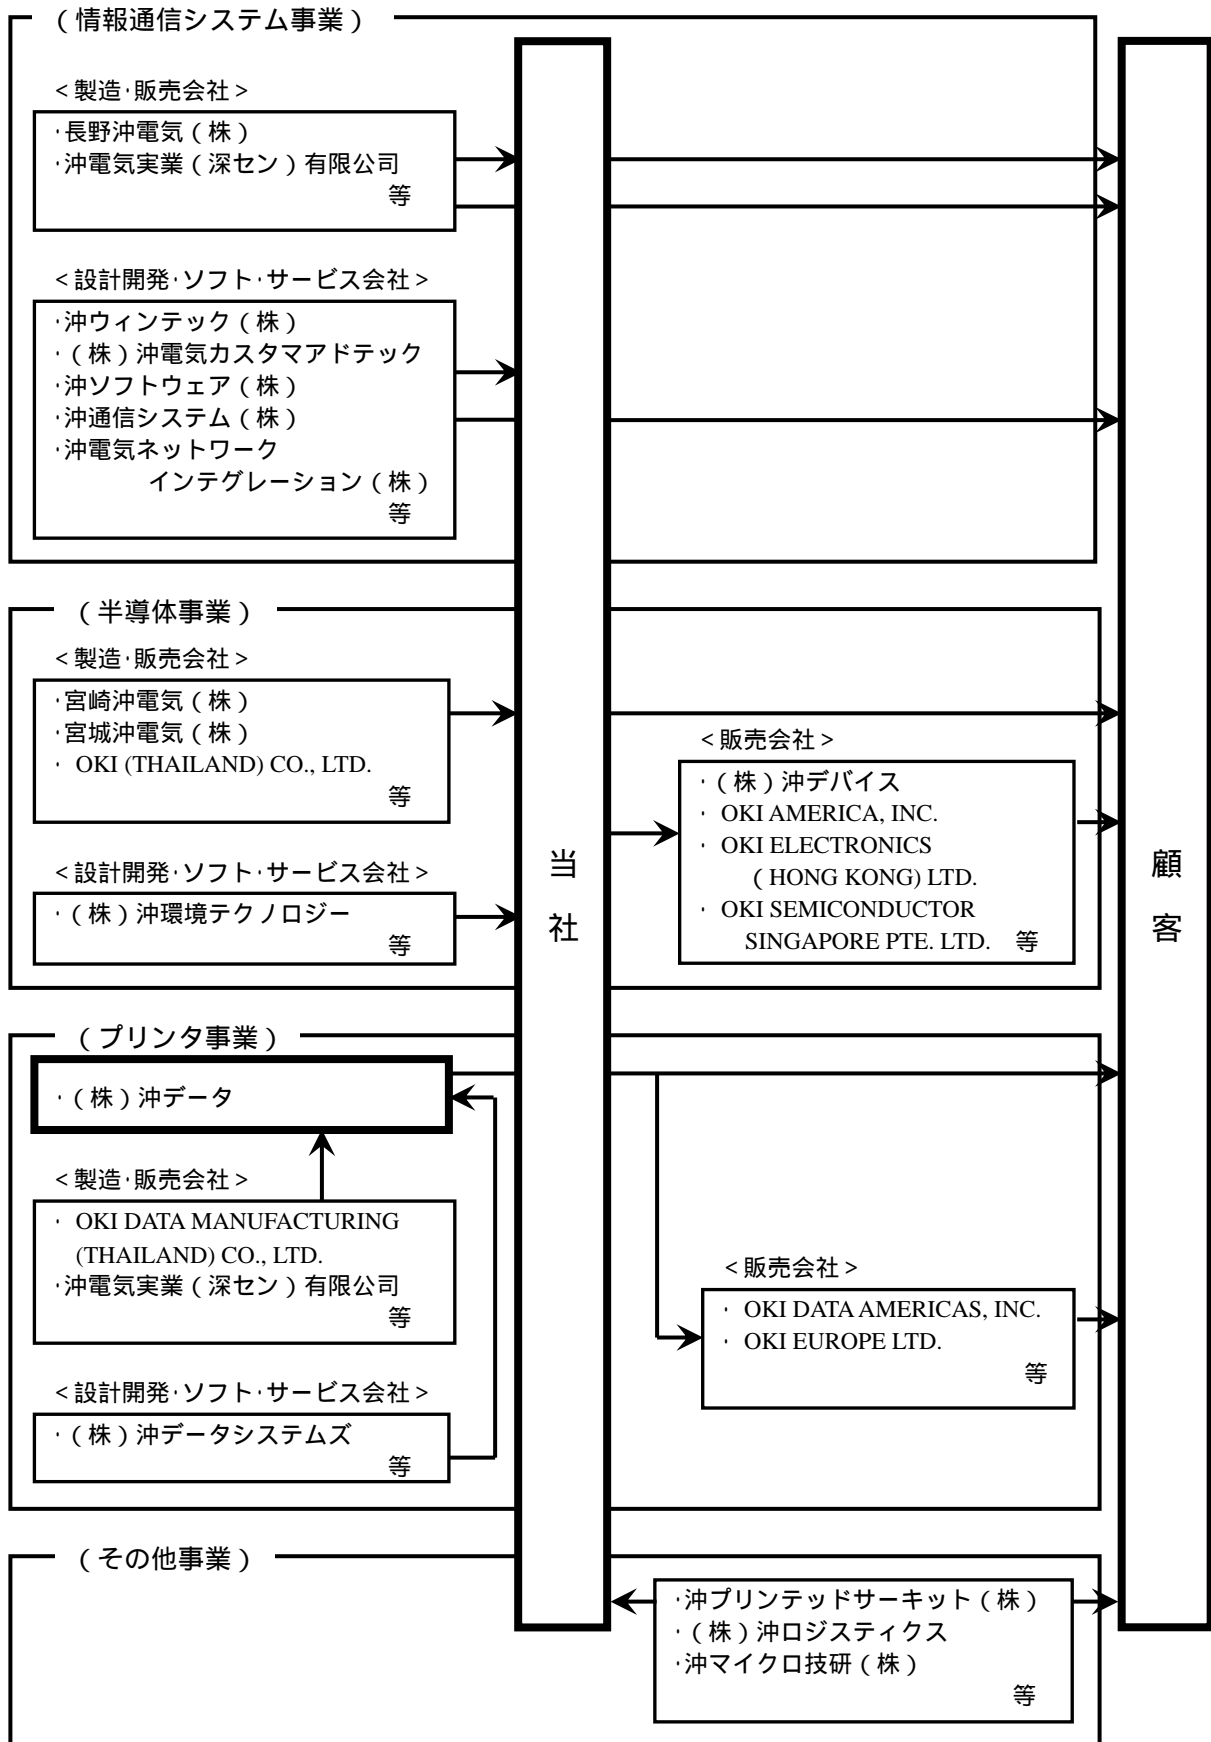 （情報通信システム事業）
＜製造・販売会社＞
・長野沖電気（株）
・沖電気実業（深セン）有限公司
等
＜設計開発・ソフト・サービス会社＞
・沖ウィンテック（株）
・（株）沖電気カスタマアドテック
・沖ソフトウェア（株）
・沖通信システム（株）
・沖電気ネットワーク
インテグレーション（株）
等
（半導体事業）
＜製造・販売会社＞
・宮崎沖電気（株）
・宮城沖電気（株）
・ OKI (THAILAND) CO., LTD.
等
＜設計開発・ソフト・サービス会社＞
・（株）沖環境テクノロジー
等
＜販売会社＞
・（株）沖デバイス
・ OKI AMERICA, INC.
・ OKI ELECTRONICS
（HONG KONG) LTD.
・ OKI SEMICONDUCTOR
SINGAPORE PTE. LTD. 等
当社
顧客
（プリンタ事業）
・（株）沖データ
＜製造・販売会社＞
・ OKI DATA MANUFACTURING
(THAILAND) CO., LTD.
・沖電気実業（深セン）有限公司
等
＜設計開発・ソフト・サービス会社＞
・（株）沖データシステムズ
等
＜販売会社＞
・ OKI DATA AMERICAS, INC.
・ OKI EUROPE LTD.
等
（その他事業）
・沖プリンテッドサーキット（株）
・（株）沖ロジスティクス
・沖マイクロ技研（株）
等